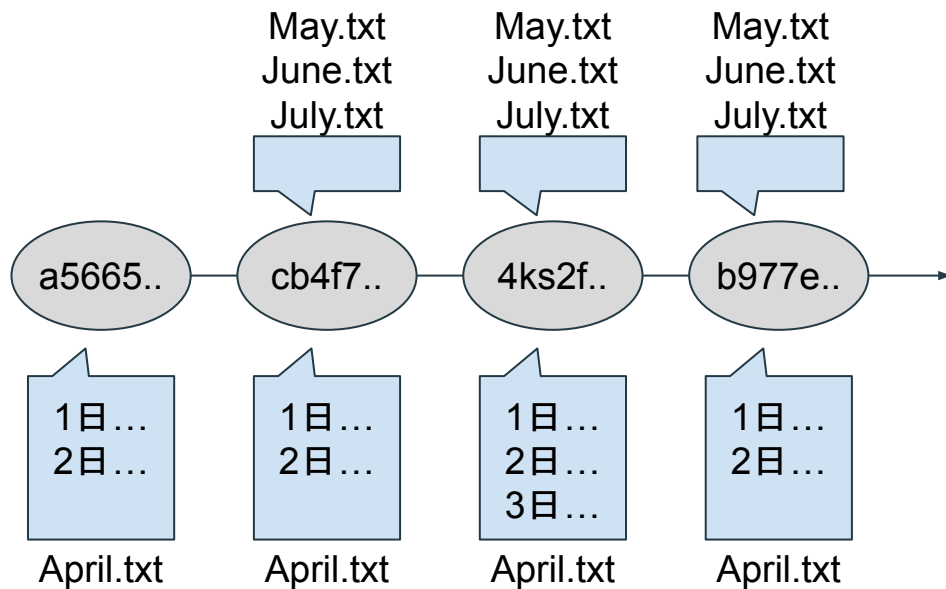 May.txt
June.txt
July.txt
May.txt
June.txt
July.txt
May.txt
June.txt
July.txt
a5665..
cb4f7..
4ks2f..
b977e..
1日…
2日…
April.txt
1日…
2日…
April.txt
1日…
2日…
3日…
April.txt
1日…
2日…
April.txt